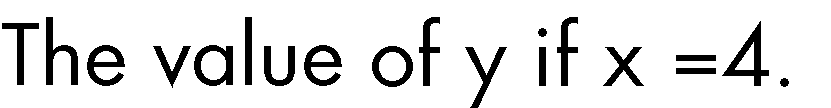 The value of y if x =4.